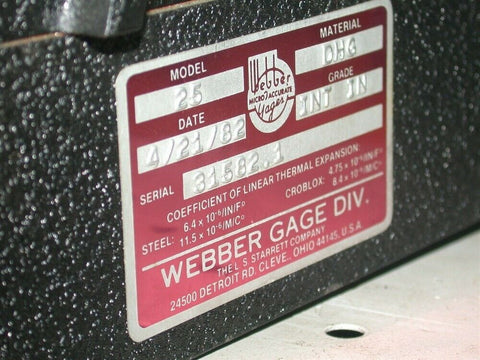 MODEL
25
Webber
MICRO ACCURATE
Gages
MATERIAL
DHG
DATE
4/21/82
GRADE
INT IN
SERIAL 31582.1
COEFFICIENT OF LINEAR THERMAL EXPANSION:
STEEL: 6.4 x 10⁻⁶/IN/F° CROBLOX: 4.75 x 10⁻⁶/IN/F°
11.5 x 10⁻⁶/M/C° 8.4 x 10⁻⁶/M/C°
WEBBER GAGE DIV.
THE L. S. STARRETT COMPANY
24500 DETROIT RD. CLEVE., OHIO 44145, U.S.A.